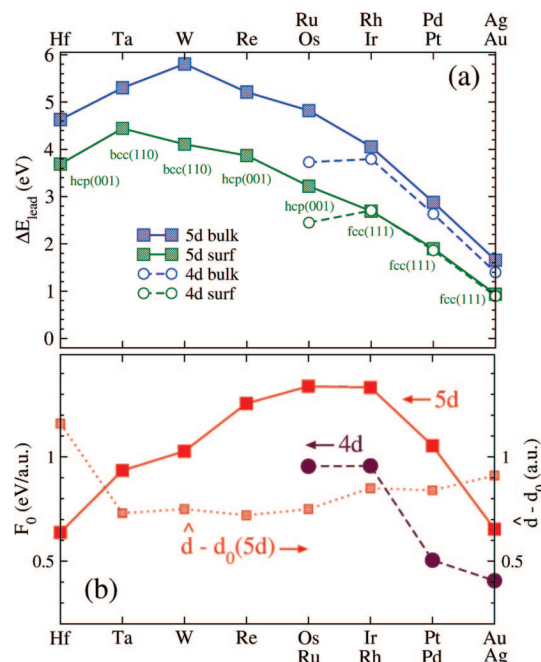 Ru Rh Pd Ag
Hf Ta W Re Os Ir Pt Au
6
5
4
3
2
1
0
ΔE_lead (eV)
(a)
hcp(001)
bcc(110)
bcc(110)
hcp(001)
hcp(001)
fcc(111)
fcc(111)
fcc(111)
5d bulk
5d surf
4d bulk
4d surf
1
0.5
F_0 (eV/a.u.)
5d
4d
d̂ - d_0(5d)
(b)
1
0.5
d̂ - d_0 (a.u.)
Hf Ta W Re Os Ir Pt Au
Ru Rh Pd Ag